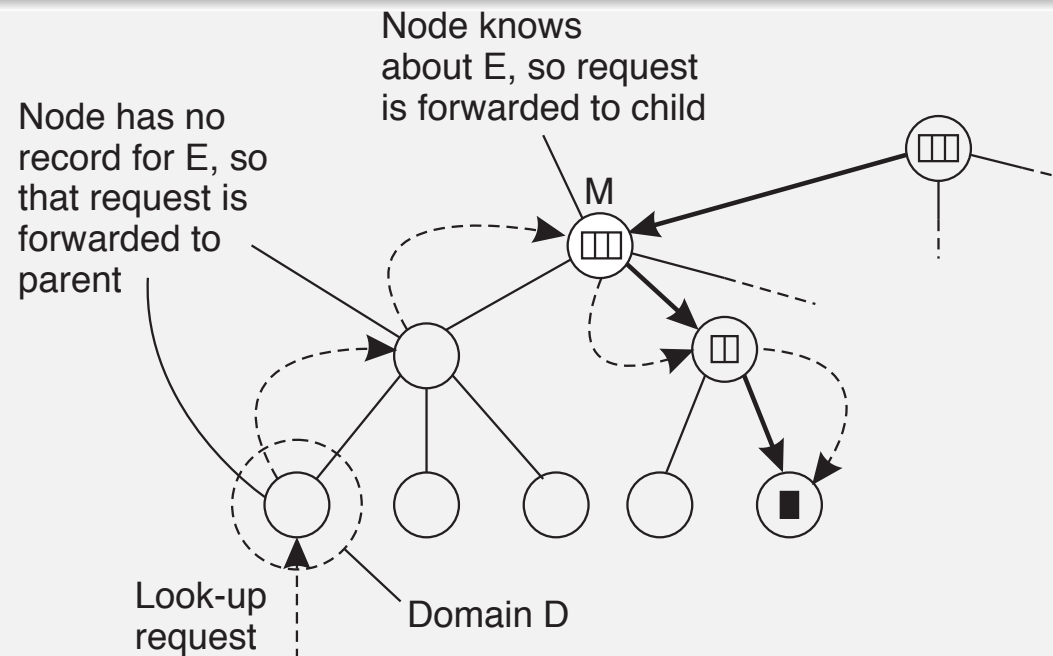 Node knows
about E, so request
is forwarded to child
Node has no
record for E, so
that request is
forwarded to
parent
M
Look-up
request
Domain D